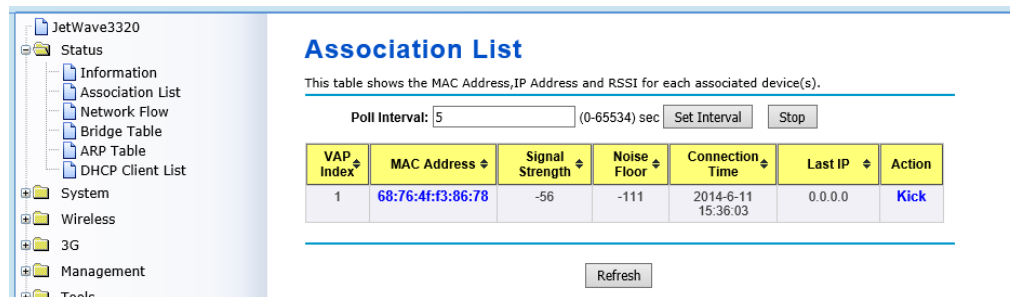 JetWave3320
Status
Information
Association List
Network Flow
Bridge Table
ARP Table
DHCP Client List
System
Wireless
3G
Management
Tools
Association List
This table shows the MAC Address,IP Address and RSSI for each associated device(s).
Poll Interval: 5 (0-65534) sec Set Interval Stop
VAP Index MAC Address Signal Strength Noise Floor Connection Time Last IP Action
1 68:76:4f:f3:86:78 -56 -111 2014-6-11 15:36:03 0.0.0.0 Kick
Refresh